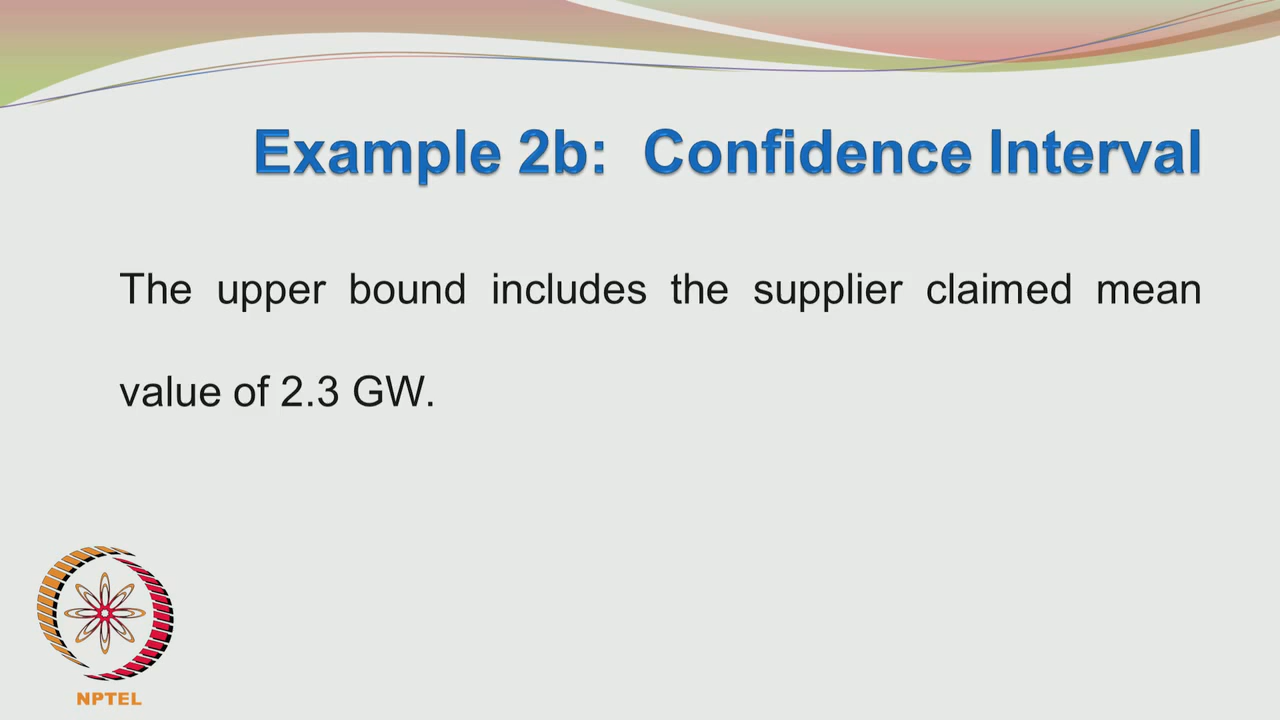 Example 2b: Confidence Interval
The upper bound includes the supplier claimed mean
value of 2.3 GW.
NPTEL